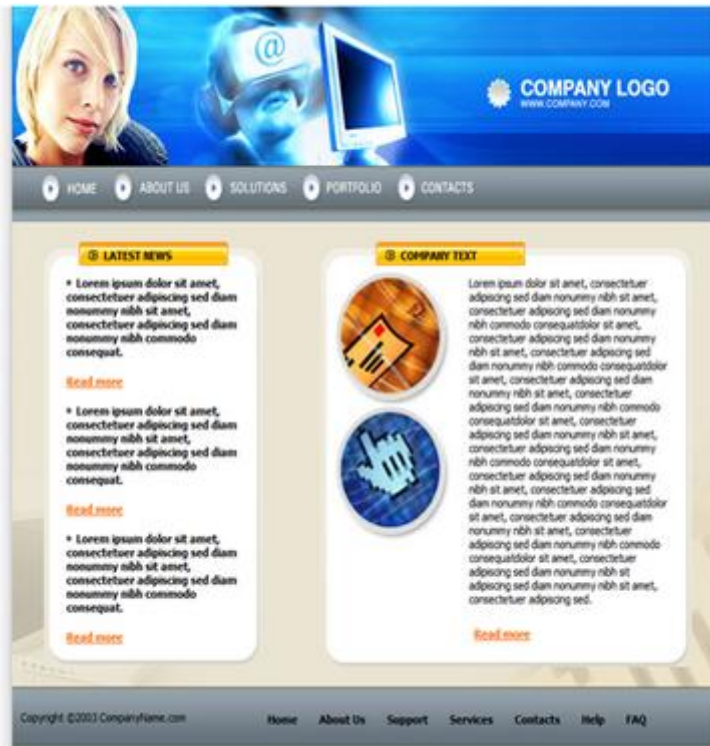 @
COMPANY LOGO
WWW.COMPANY.COM
HOME ABOUT US SOLUTIONS PORTFOLIO CONTACTS
LATEST NEWS
* Lorem ipsum dolor sit amet,
consectetuer adipiscing sed diam
nonummy nibh sit amet,
consectetuer adipiscing sed diam
nonummy nibh commodo
consequat.
Read more
* Lorem ipsum dolor sit amet,
consectetuer adipiscing sed diam
nonummy nibh sit amet,
consectetuer adipiscing sed diam
nonummy nibh commodo
consequat.
Read more
* Lorem ipsum dolor sit amet,
consectetuer adipiscing sed diam
nonummy nibh sit amet,
consectetuer adipiscing sed diam
nonummy nibh commodo
consequat.
Read more
COMPANY TEXT
Lorem ipsum dolor sit amet, consectetuer
adipiscing sed diam nonummy nibh sit amet,
consectetuer adipiscing sed diam nonummy
nibh commodo consequatdolor sit amet,
consectetuer adipiscing sed diam nonummy
nibh sit amet, consectetuer adipiscing sed
diam nonummy nibh commodo consequatdolor
sit amet, consectetuer adipiscing sed diam
nonummy nibh sit amet, consectetuer
adipiscing sed diam nonummy nibh commodo
consequatdolor sit amet, consectetuer
adipiscing sed diam nonummy nibh sit amet,
consectetuer adipiscing sed diam nonummy
nibh commodo consequatdolor sit amet,
consectetuer adipiscing sed diam nonummy
nibh sit amet, consectetuer adipiscing sed
diam nonummy nibh commodo consequatdolor
sit amet, consectetuer adipiscing sed diam
nonummy nibh sit amet, consectetuer
adipiscing sed diam nonummy nibh commodo
consequatdolor sit amet, consectetuer
adipiscing sed diam nonummy nibh sit
adipiscing sed diam nonummy nibh sit amet,
consectetuer adipiscing sed.
Read more
Copyright ©2003 CompanyName.com
Home About Us Support Services Contacts Help FAQ